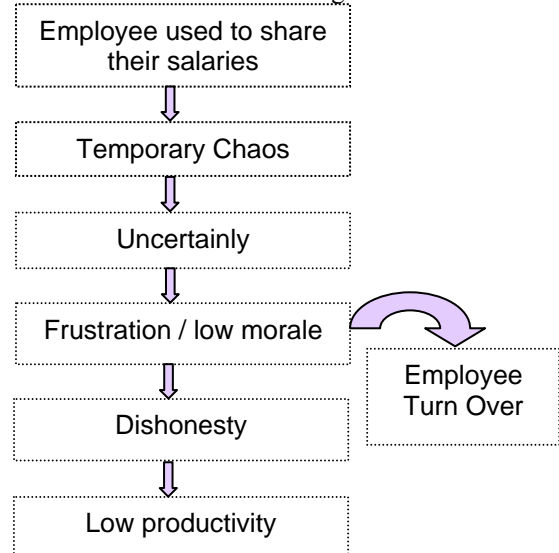 Employee used to share
their salaries
Temporary Chaos
Uncertainly
Frustration / low morale
Employee
Turn Over
Dishonesty
Low productivity